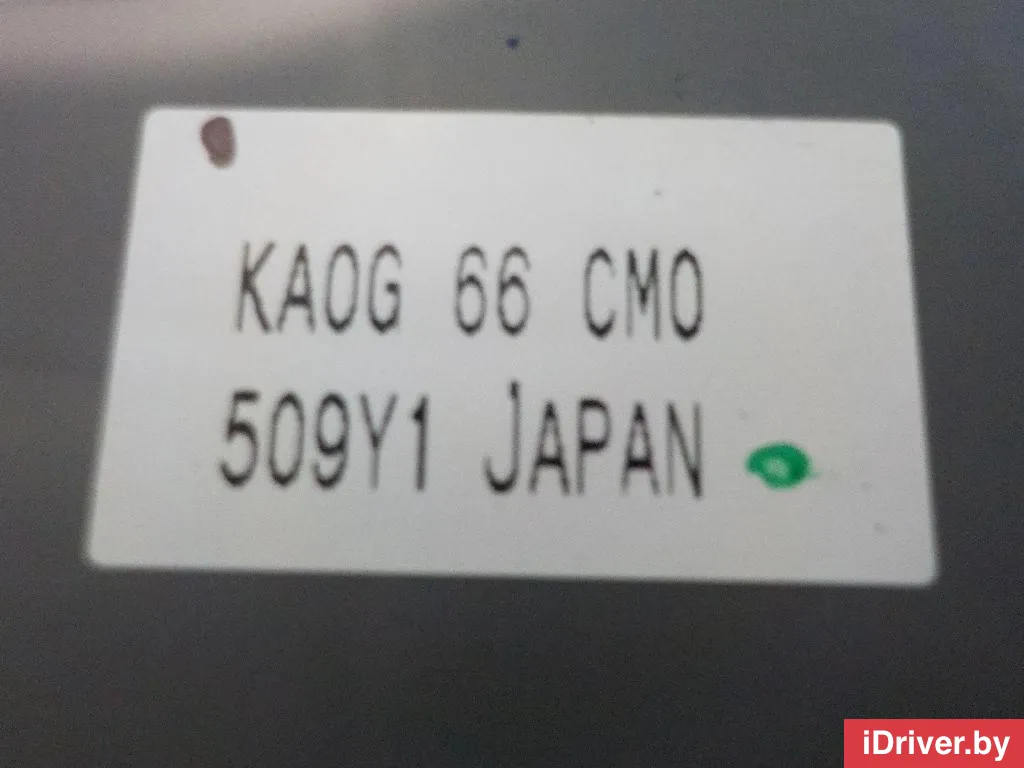 KA0G 66 CM0
509Y1 JAPAN
iDriver.by